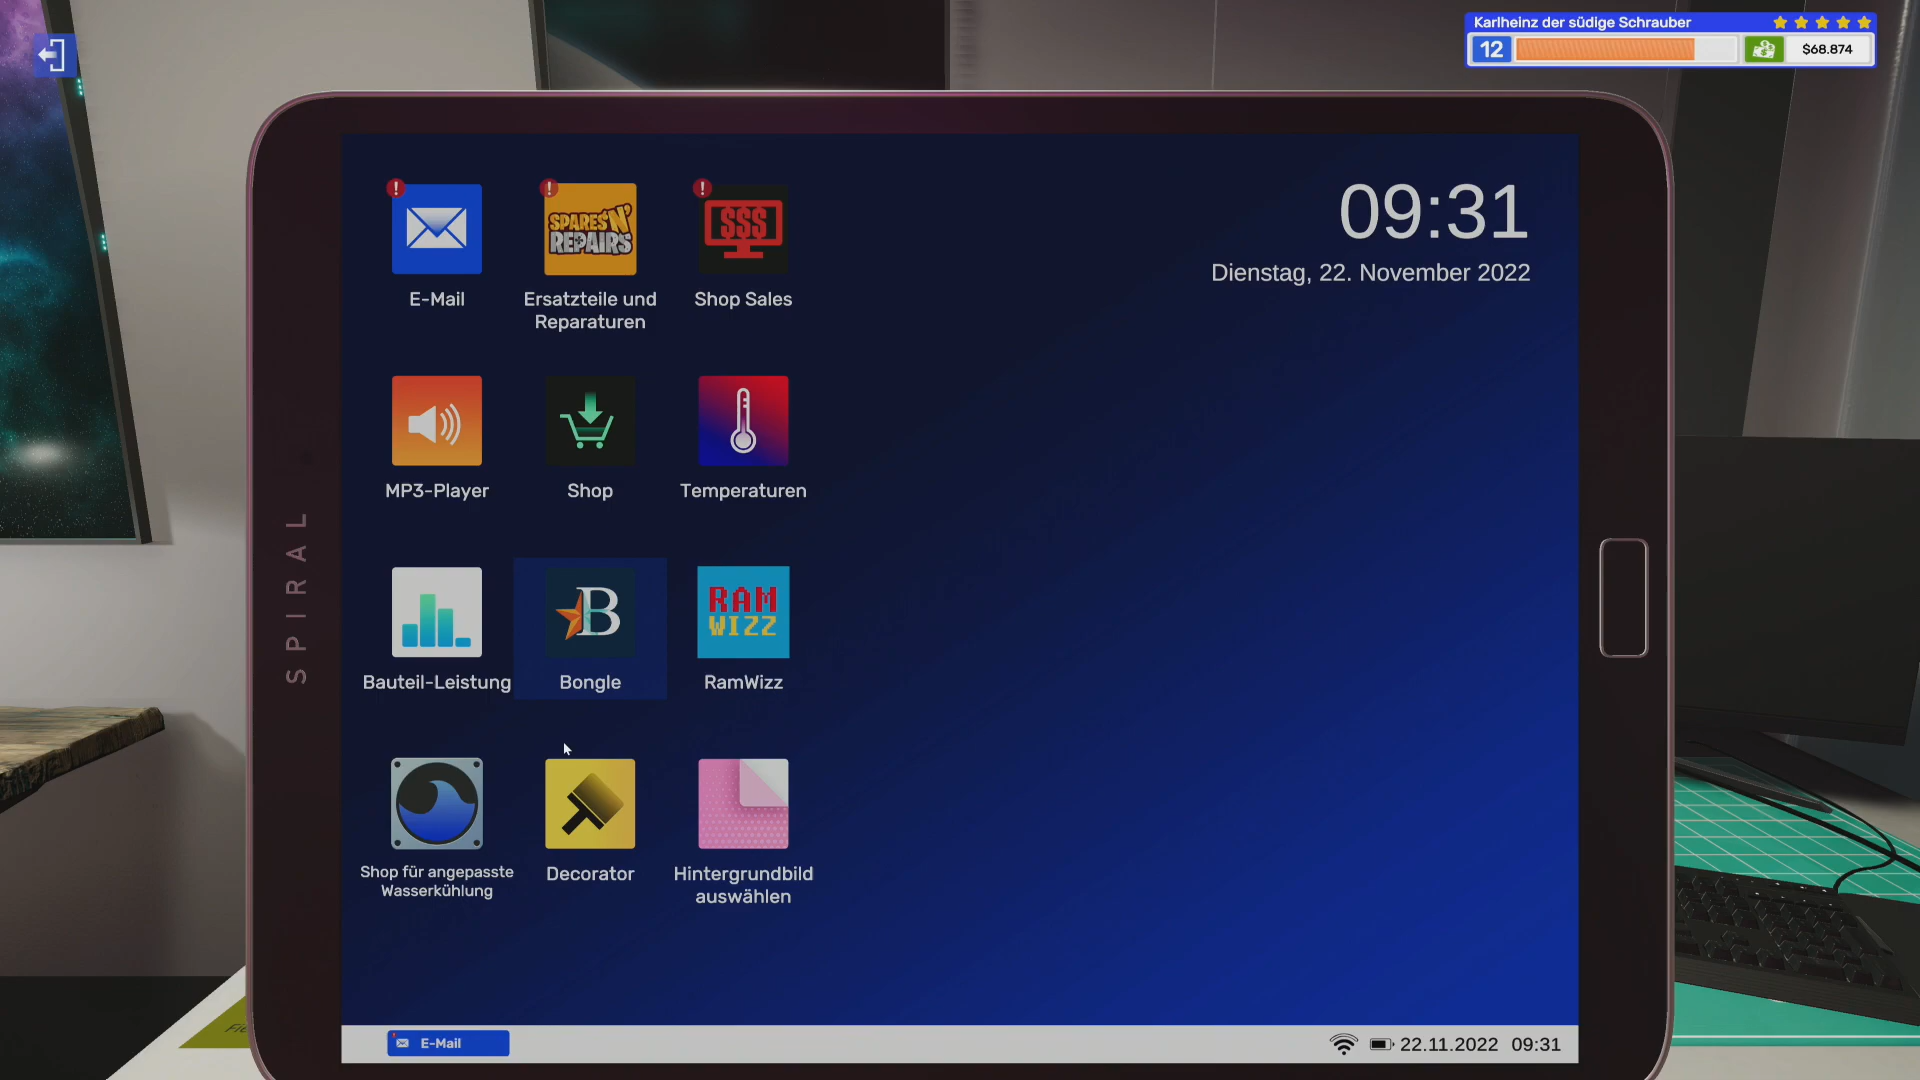 Karlheinz der südige Schrauber
12
$68.874
09:31
Dienstag, 22. November 2022
SPIRAL
SPARES N' REPAIRS
$$$
E-Mail
Ersatzteile und
Reparaturen
Shop Sales
MP3-Player
Shop
Temperaturen
B
RAM
WIZZ
Bauteil-Leistung
Bongle
RamWizz
Shop für angepasste
Wasserkühlung
Decorator
Hintergrundbild
auswählen
E-Mail
22.11.2022 09:31